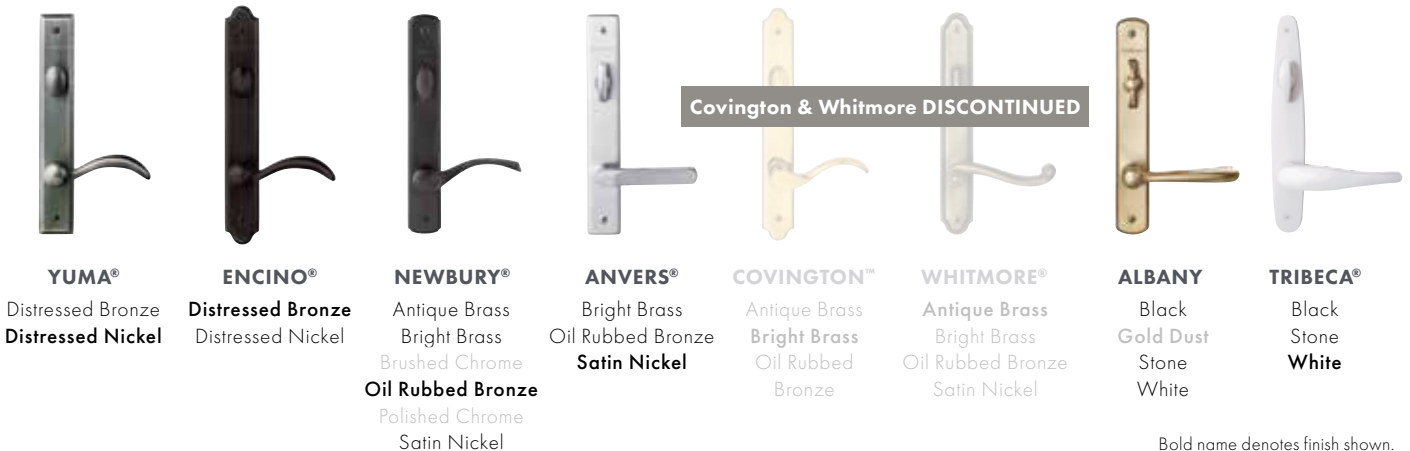 Covington & Whitmore DISCONTINUED
YUMA®
Distressed Bronze
Distressed Nickel
ENCINO®
Distressed Bronze
Distressed Nickel
NEWBURY®
Antique Brass
Bright Brass
Brushed Chrome
Oil Rubbed Bronze
Polished Chrome
Satin Nickel
ANVERS®
Bright Brass
Oil Rubbed Bronze
Satin Nickel
COVINGTON™
Antique Brass
Bright Brass
Oil Rubbed
Bronze
WHITMORE®
Antique Brass
Bright Brass
Oil Rubbed Bronze
Satin Nickel
ALBANY
Black
Gold Dust
Stone
White
TRIBECA®
Black
Stone
White
Bold name denotes finish shown.